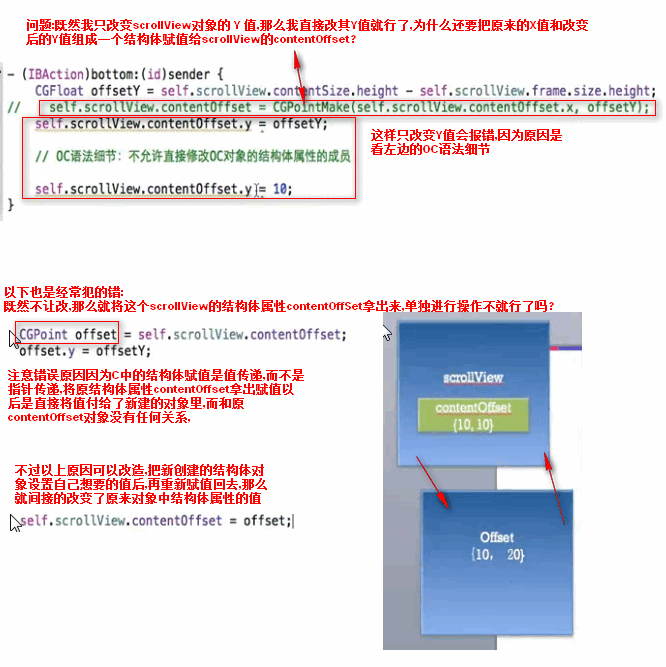 问题:既然我只改变scrollView对象的 Y 值,那么我直接改其Y值就行了,为什么还要把原来的X值和改变
后的Y值组成一个结构体赋值给scrollView的contentOffset?
- (IBAction)bottom:(id)sender {
CGFloat offsetY = self.scrollView.contentSize.height - self.scrollView.frame.size.height;
// self.scrollView.contentOffset = CGPointMake(self.scrollView.contentOffset.x, offsetY);
self.scrollView.contentOffset.y = offsetY;
// OC语法细节：不允许直接修改OC对象的结构体属性的成员
self.scrollView.contentOffset.y = 10;
}
这样只改变Y值会报错,因为原因是
看左边的OC语法细节
以下也是经常犯的错:
既然不让改,那么就将这个scrollView的结构体属性contentOffSet拿出来,单独进行操作不就行了吗?
CGPoint offset = self.scrollView.contentOffset;
offset.y = offsetY;
注意错误原因因为C中的结构体赋值是值传递,而不是
指针传递,将原结构体属性contentOffset拿出赋值以
后是直接将值付给了新建的对象里,而和原
contentOffset对象没有任何关系,
不过以上原因可以改造,把新创建的结构体对
象设置自己想要的值后,再重新赋值回去,那么
就间接的改变了原来对象中结构体属性的值
self.scrollView.contentOffset = offset;
scrollView
contentOffset
{10, 10}
Offset
{10, 20}